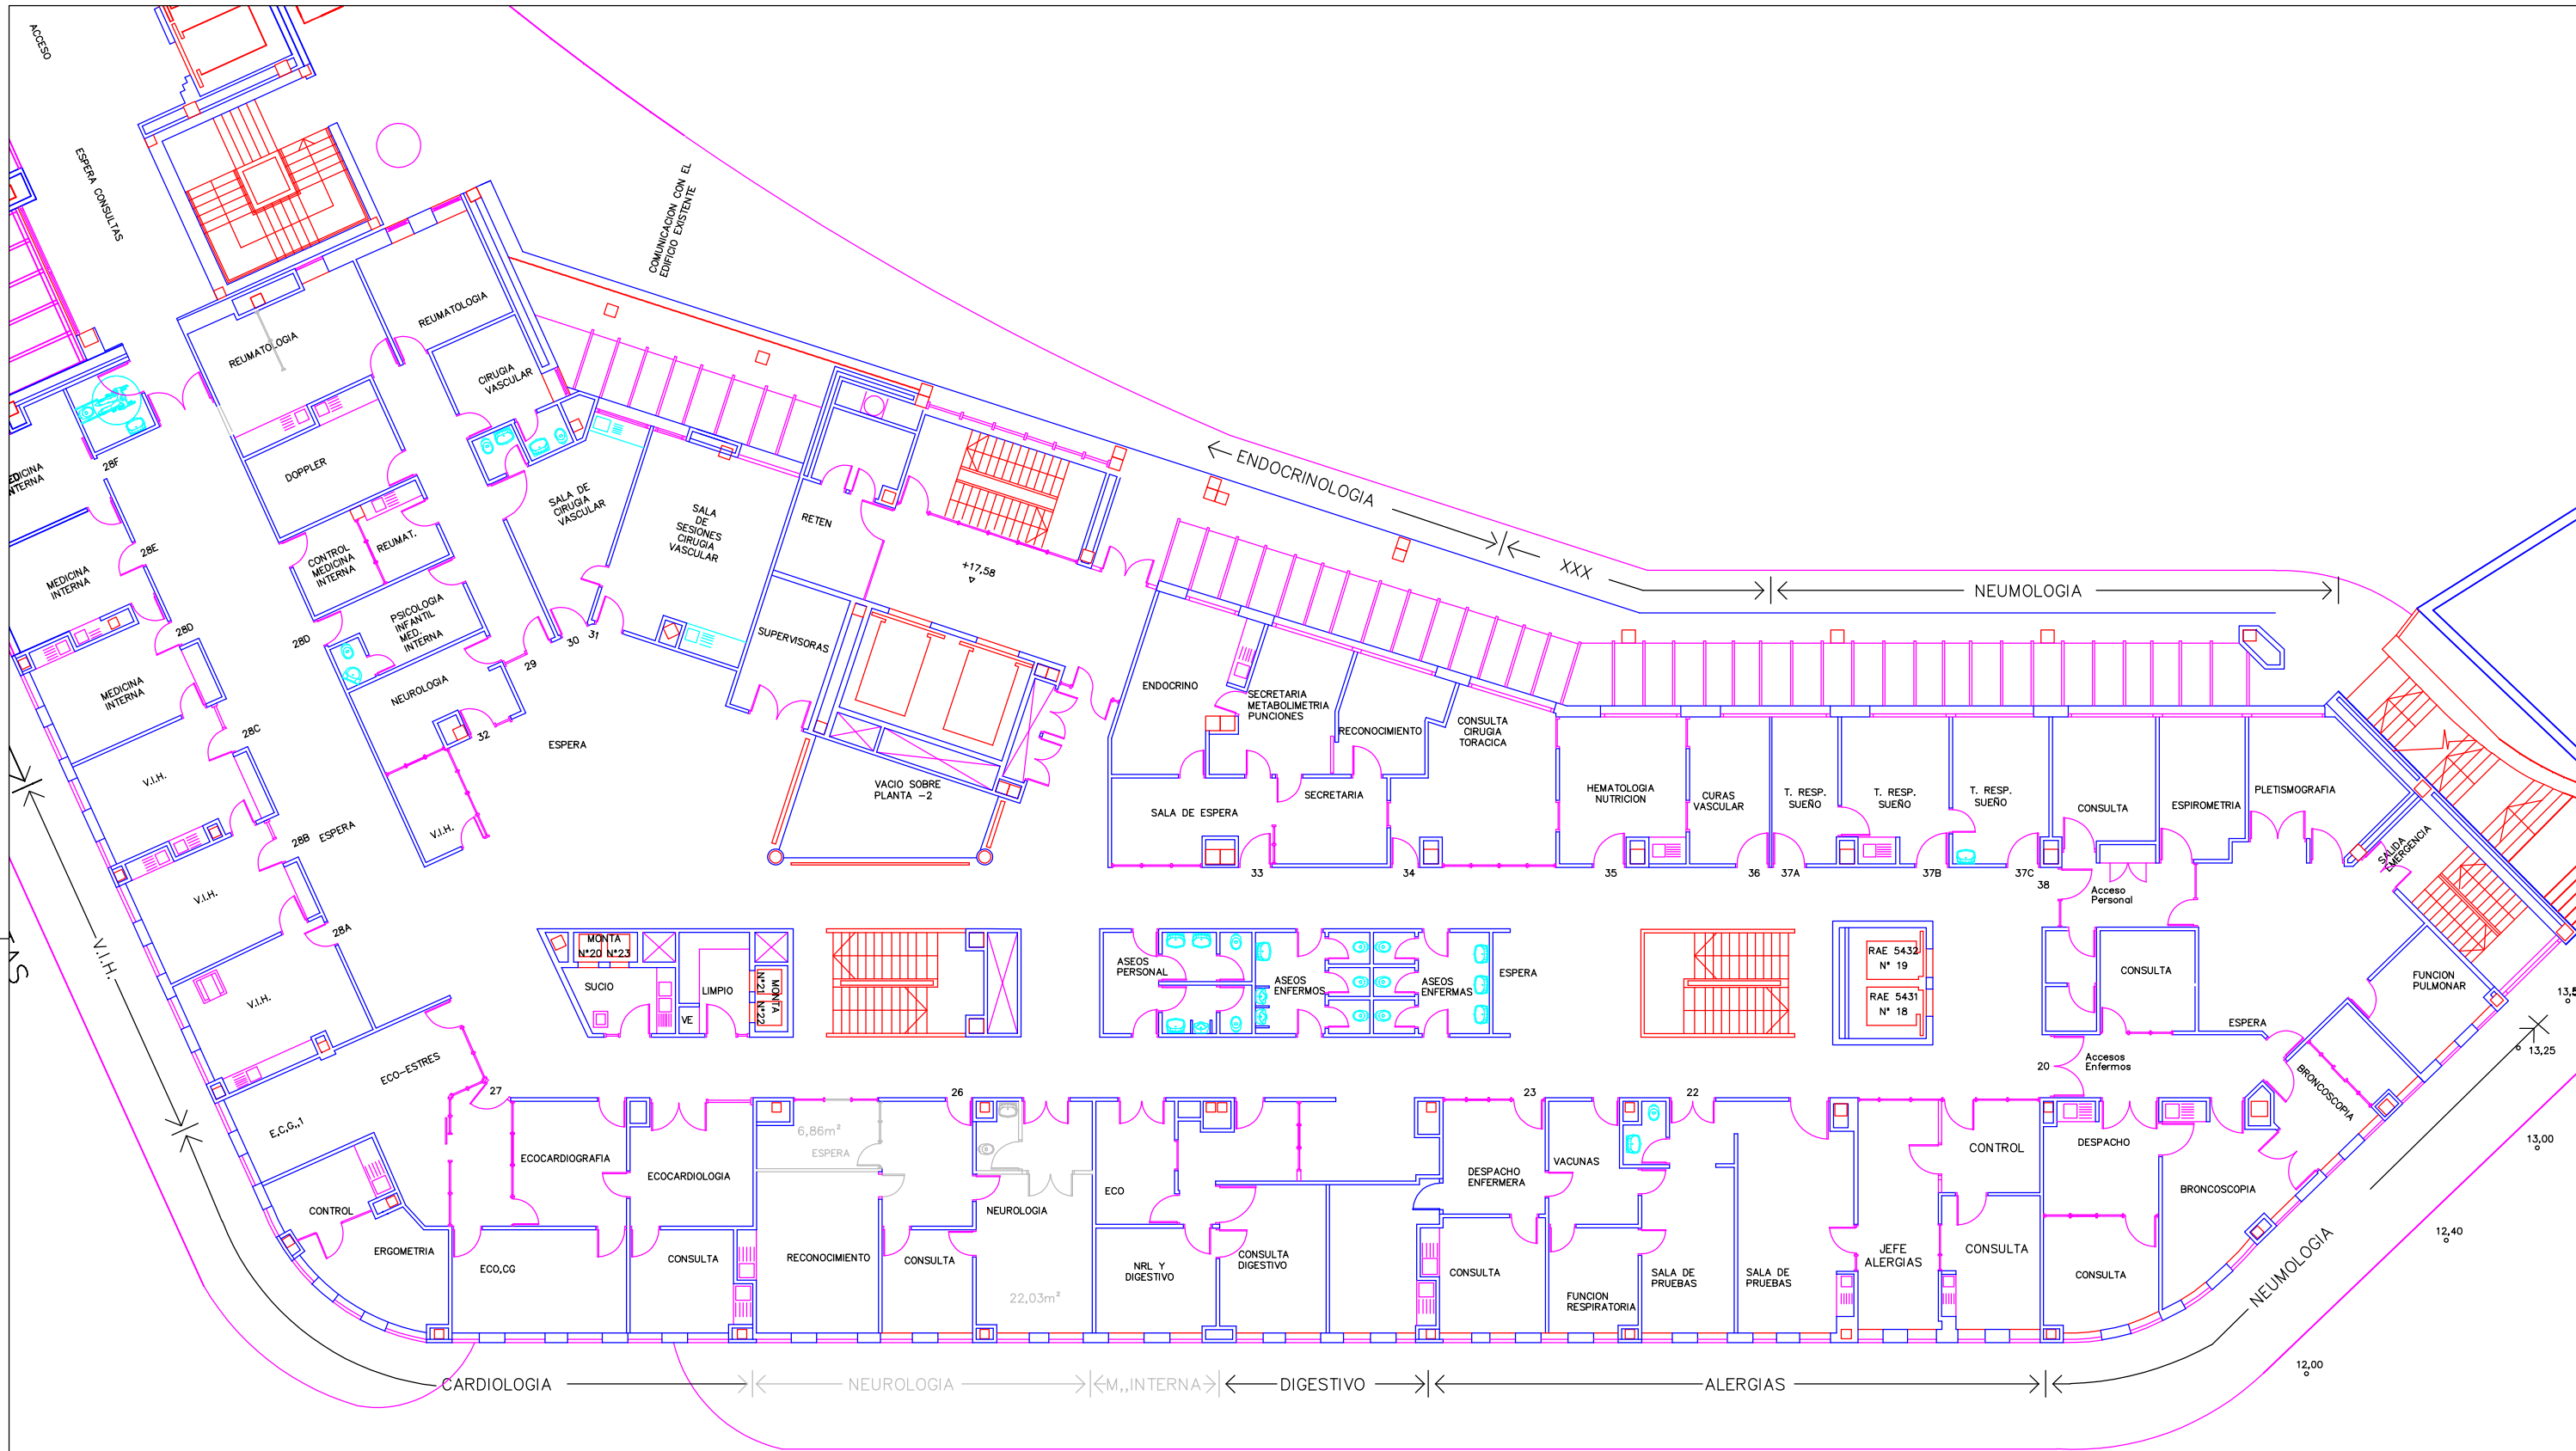 ACCESO
ESPERA CONSULTAS
COMUNICACION CON EL
EDIFICIO EXISTENTE
REUMATOLOGIA
REUMATOLOGIA
CIRUGIA
VASCULAR
DOPPLER
28F
MEDICINA
INTERNA
28E
MEDICINA
INTERNA
28D
MEDICINA
INTERNA
28C
V.I.H.
28B
ESPERA
V.I.H.
28A
V.I.H.
V.I.H.
CONTROL
MEDICINA
INTERNA
REUMAT.
PSICOLOGIA
INFANTIL
MED.
INTERNA
28D
NEUROLOGIA
29
30
31
32
V.I.H.
ESPERA
SALA DE
CIRUGIA
VASCULAR
SALA
DE
SESIONES
CIRUGIA
VASCULAR
RETEN
SUPERVISORAS
+17,58
VACIO SOBRE
PLANTA -2
ENDOCRINOLOGIA
XXX
NEUMOLOGIA
ENDOCRINO
SECRETARIA
METABOLIMETRIA
PUNCIONES
RECONOCIMIENTO
CONSULTA
CIRUGIA
TORACICA
SALA DE ESPERA
SECRETARIA
HEMATOLOGIA
NUTRICION
CURAS
VASCULAR
T. RESP.
SUEÑO
T. RESP.
SUEÑO
T. RESP.
SUEÑO
CONSULTA
ESPIROMETRIA
PLETISMOGRAFIA
SALIDA
EMERGENCIA
33
34
35
36
37A
37B
37C
38
Acceso
Personal
MONTA
N°20 N°23
SUCIO
VE
LIMPIO
MONTA
N°21 N°22
ASEOS
PERSONAL
ASEOS
ENFERMOS
ASEOS
ENFERMAS
ESPERA
RAE 5432
N° 19
RAE 5431
N° 18
CONSULTA
ESPERA
FUNCION
PULMONAR
20
Accesos
Enfermos
BRONCOSCOPIA
13,25
13,00
12,40
12,00
ECO-ESTRES
E,C,G,,1
27
CONTROL
ERGOMETRIA
ECOCARDIOGRAFIA
ECO,CG
ECOCARDIOLOGIA
CONSULTA
6,86m²
ESPERA
RECONOCIMIENTO
26
CONSULTA
NEUROLOGIA
22,03m²
ECO
NRL Y
DIGESTIVO
CONSULTA
DIGESTIVO
23
DESPACHO
ENFERMERA
CONSULTA
VACUNAS
FUNCION
RESPIRATORIA
22
SALA DE
PRUEBAS
SALA DE
PRUEBAS
JEFE
ALERGIAS
CONTROL
CONSULTA
DESPACHO
CONSULTA
BRONCOSCOPIA
V.I.H.
CARDIOLOGIA
NEUROLOGIA
M,,INTERNA
DIGESTIVO
ALERGIAS
NEUMOLOGIA